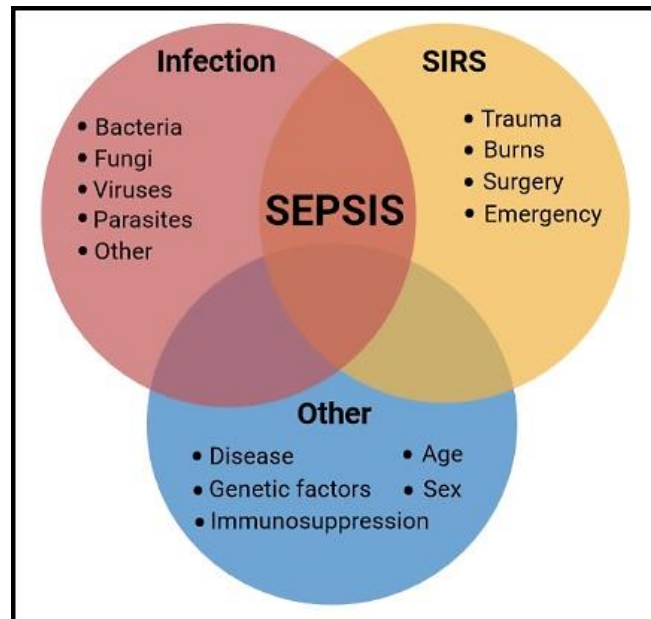 Infection
• Bacteria
• Fungi
• Viruses
• Parasites
• Other
SIRS
• Trauma
• Burns
• Surgery
• Emergency
SEPSIS
Other
• Disease
• Genetic factors
• Immunosuppression
• Age
• Sex